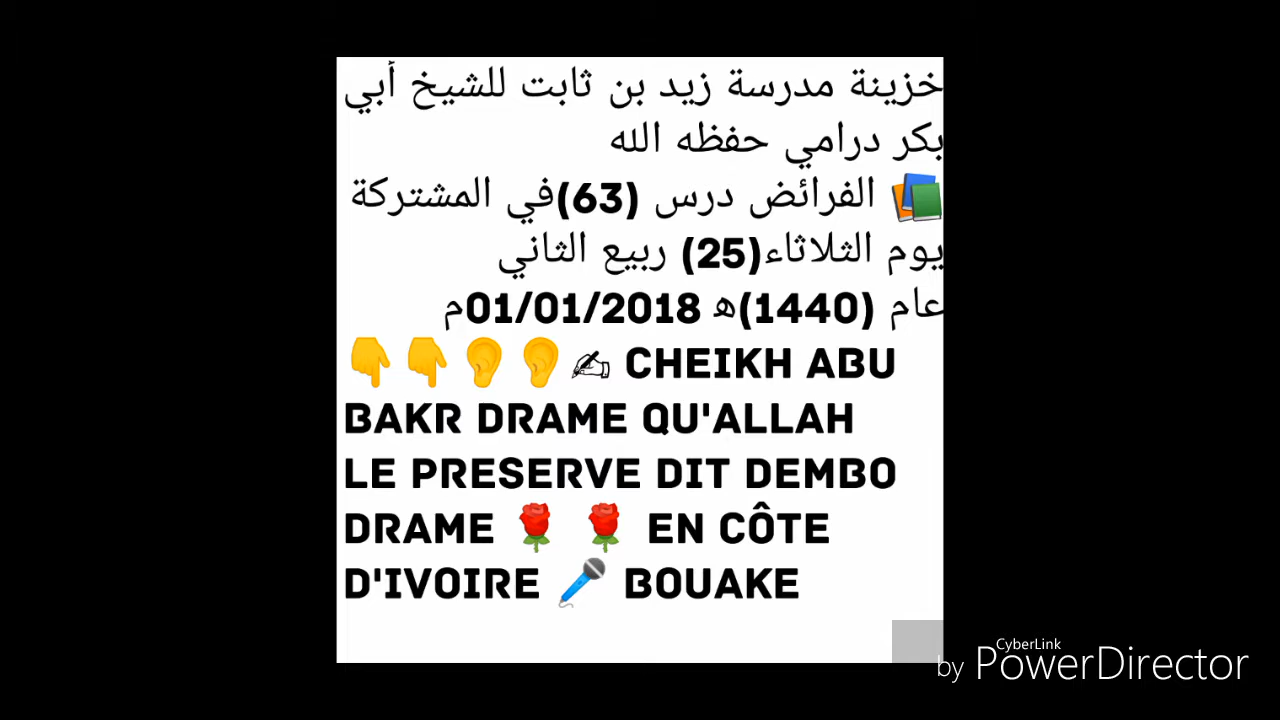 خزينة مدرسة زيد بن ثابت للشيخ أبي
بكر درامي حفظه الله
📚 الفرائض درس (63)في المشتركة
يوم الثلاثاء(25) ربيع الثاني
عام (1440)ه 01/01/2018م
👇👇👂👂✍ CHEIKH ABU
BAKR DRAME QU'ALLAH
LE PRESERVE DIT DEMBO
DRAME 🌹 🌹 EN CÔTE
D'IVOIRE 🎤 BOUAKE
CyberLink
by PowerDirector